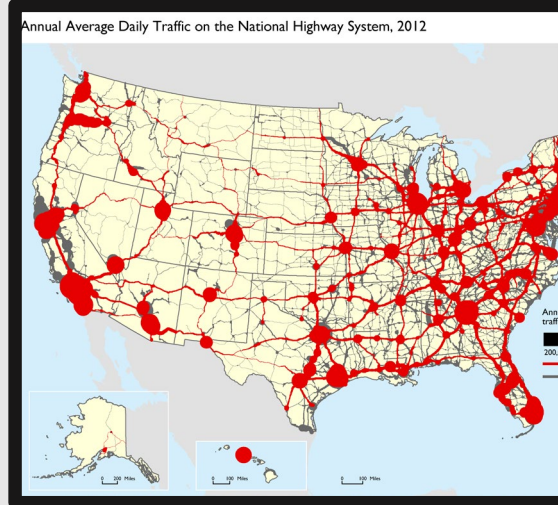 Annual Average Daily Traffic on the National Highway System, 2012
Ann
traff
200,
0 200 Miles
0 100 Miles
0 100 Miles